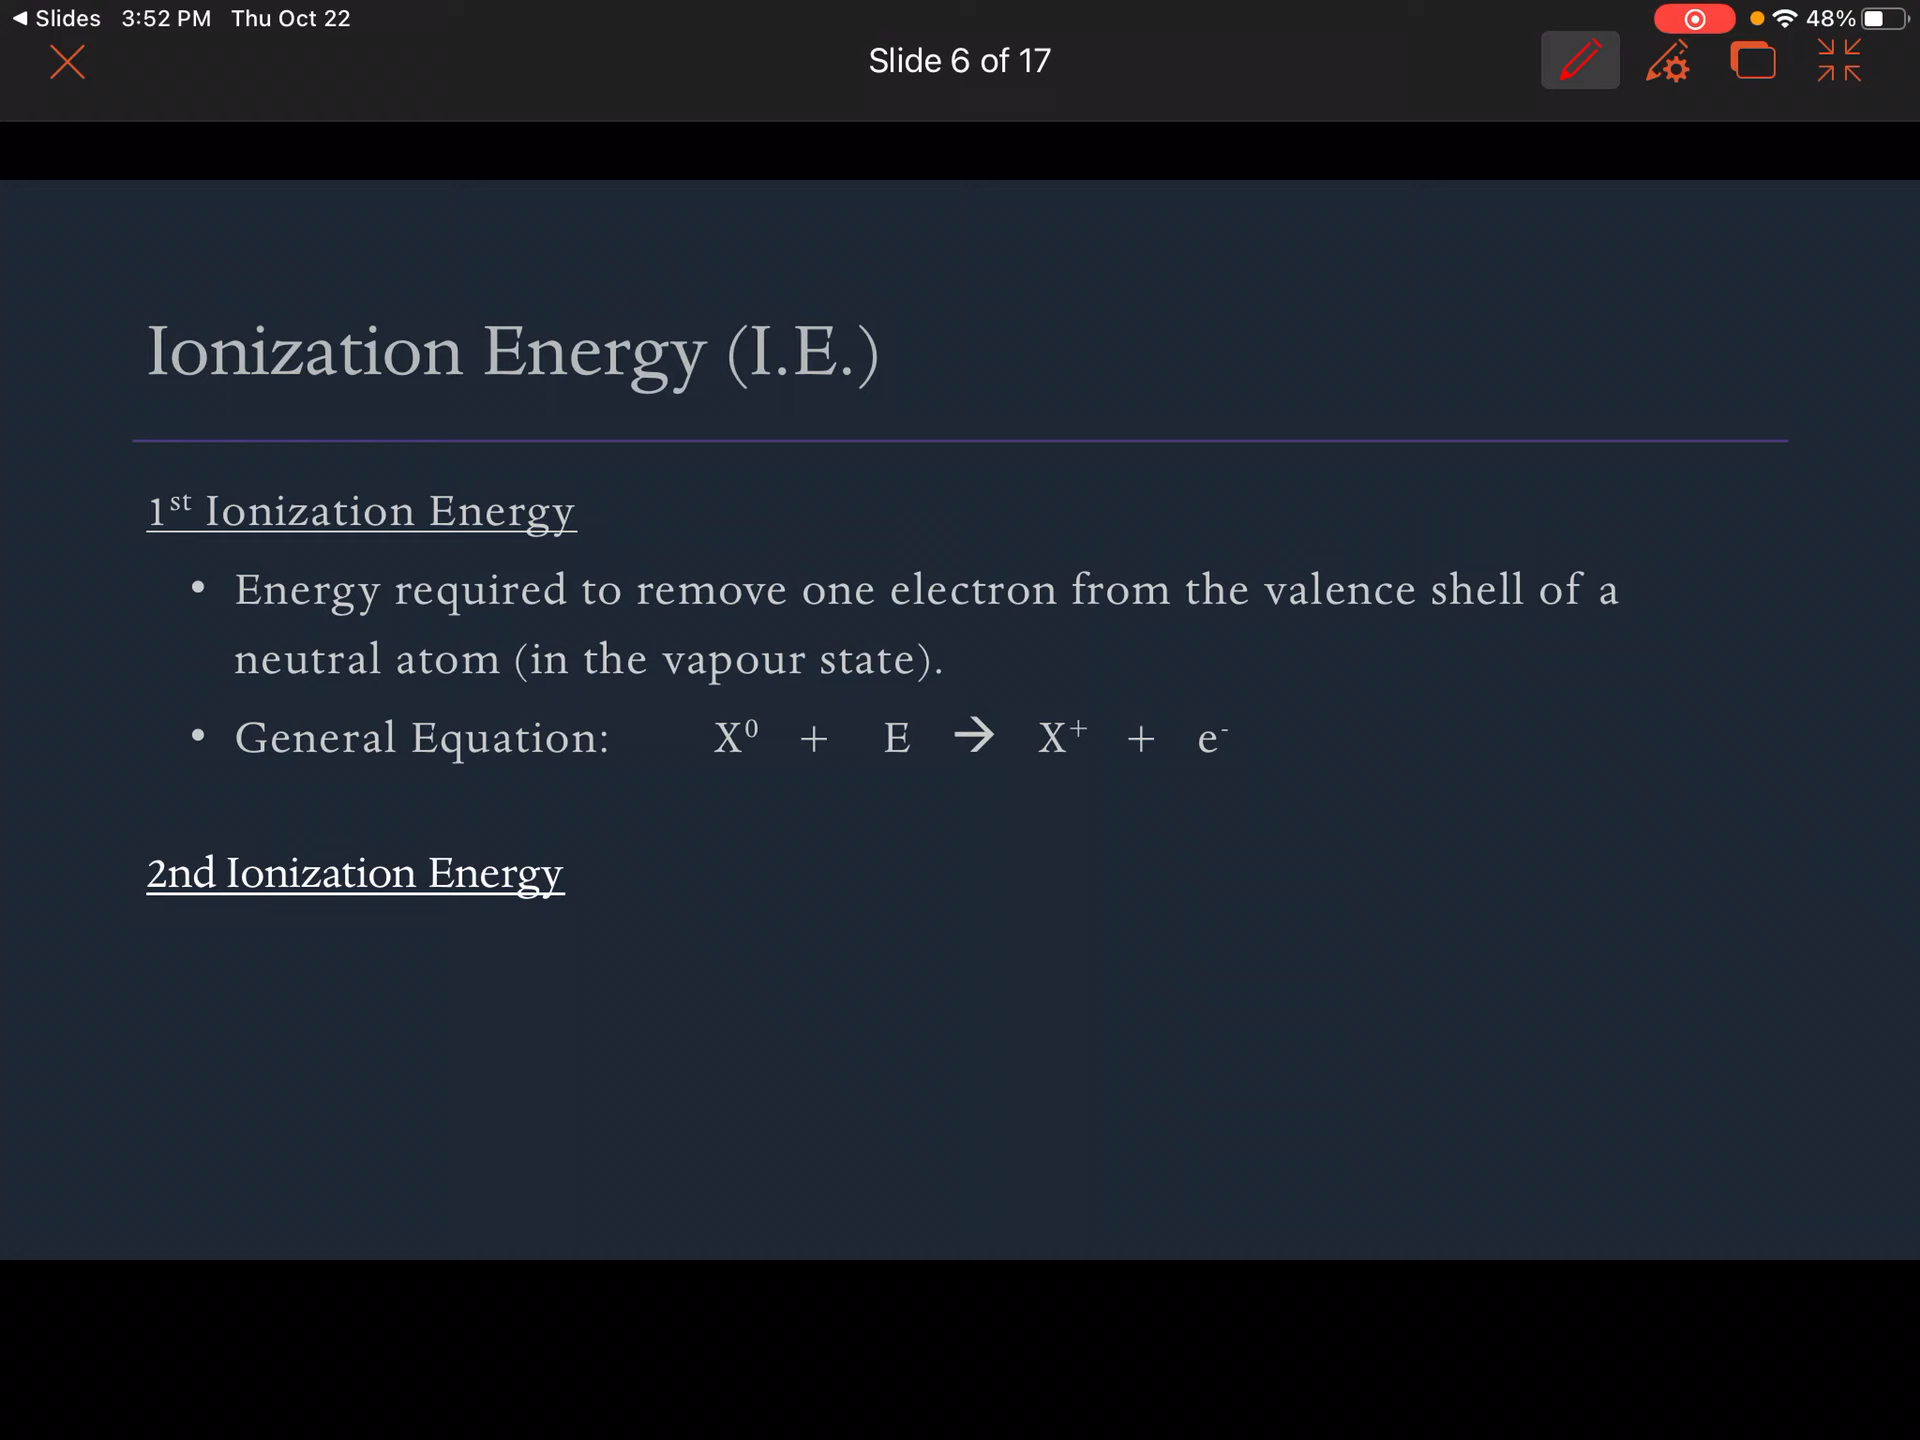 Slides 3:52 PM Thu Oct 22 48%
Slide 6 of 17
Ionization Energy (I.E.)
1st Ionization Energy
• Energy required to remove one electron from the valence shell of a
neutral atom (in the vapour state).
• General Equation: X⁰ + E → X⁺ + e⁻
2nd Ionization Energy